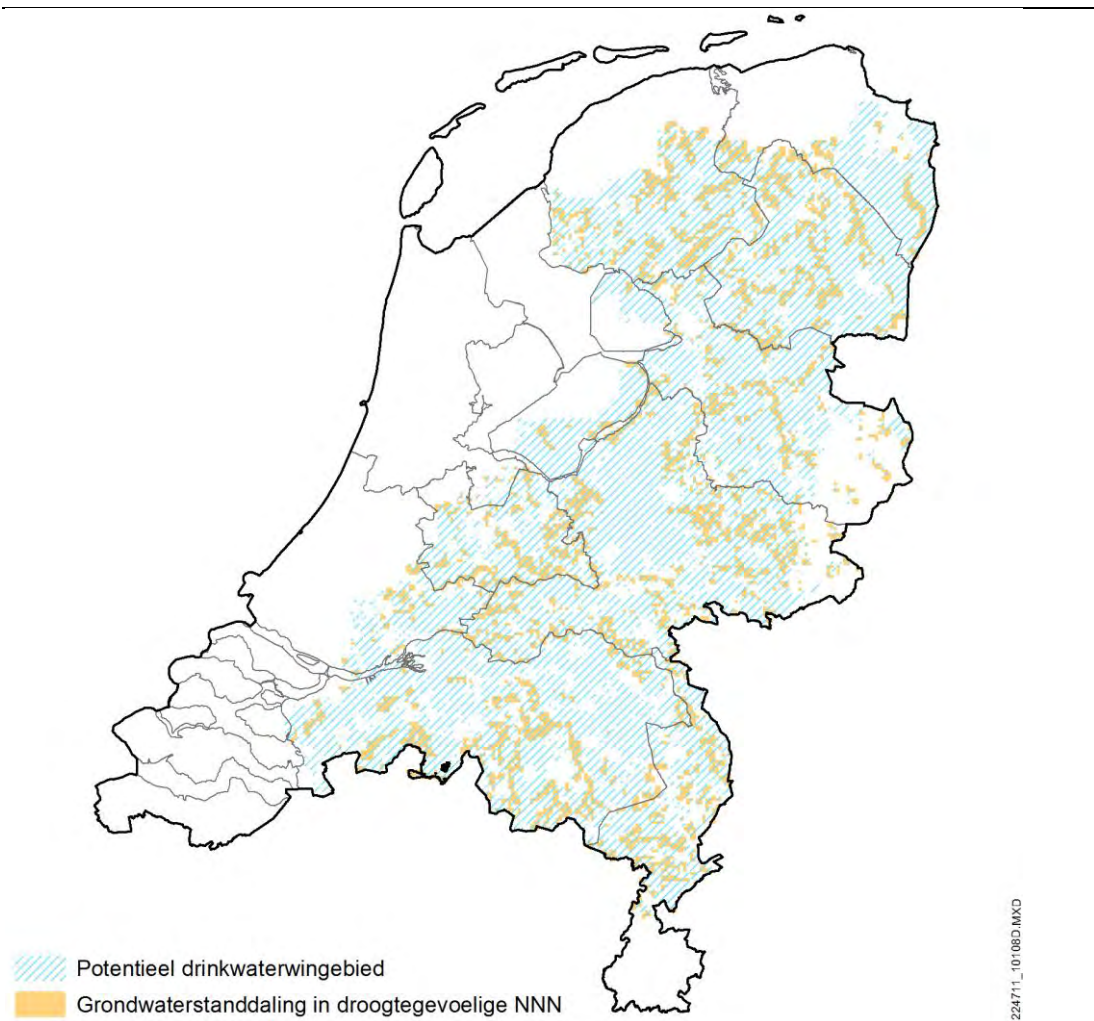 Potentieel drinkwaterwingebied
Grondwaterstanddaling in droogtegevoelige NNN
224711_10108D.MXD